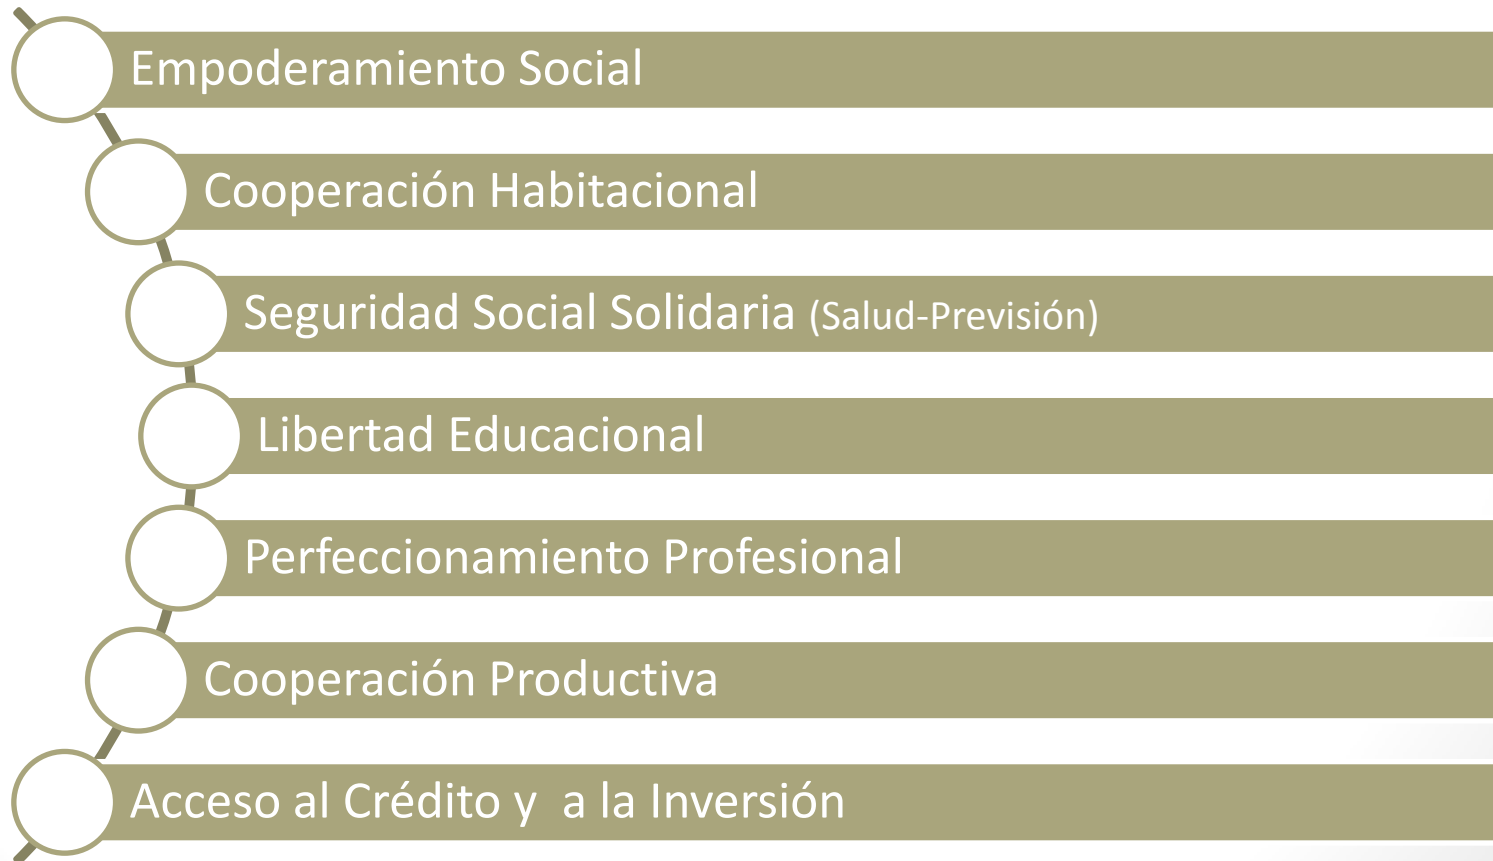 Empoderamiento Social
Cooperación Habitacional
Seguridad Social Solidaria (Salud-Previsión)
Libertad Educacional
Perfeccionamiento Profesional
Cooperación Productiva
Acceso al Crédito y  a la Inversión